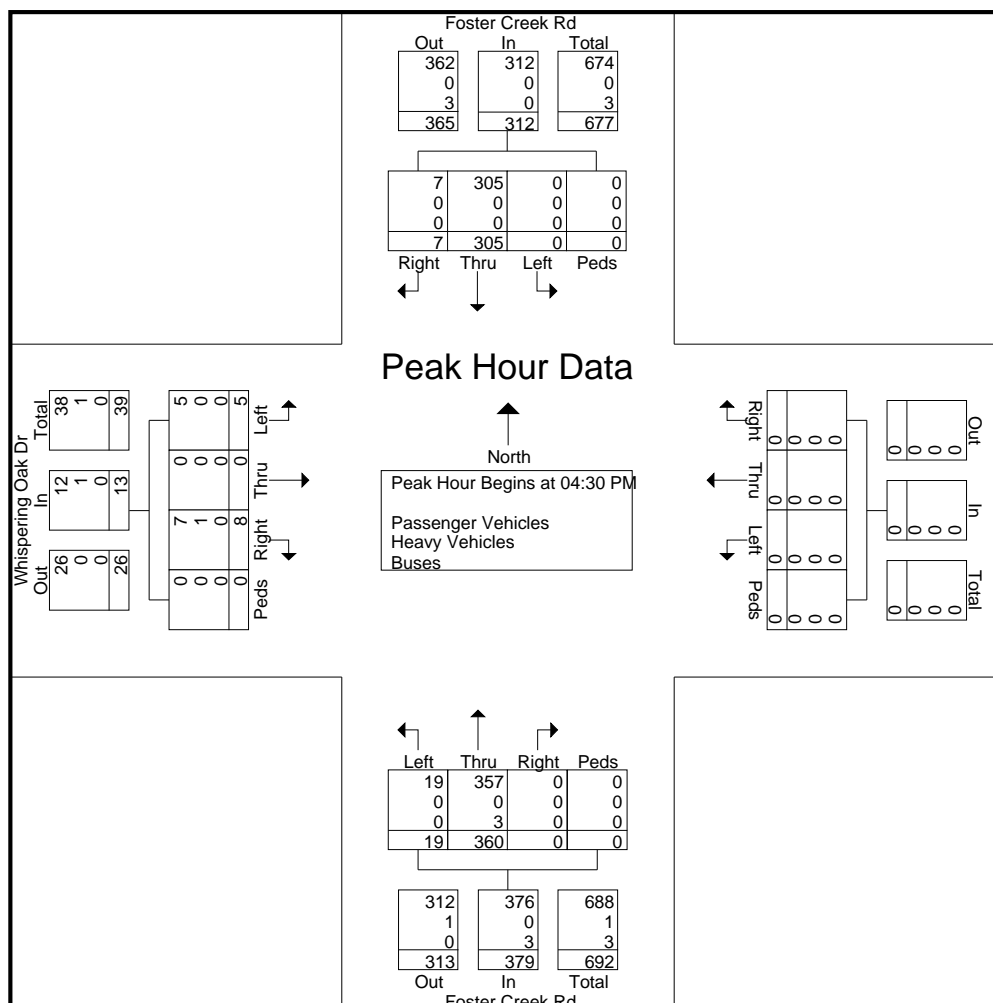 Foster Creek Rd
Out In Total
362 312 674
0 0 0
3 0 3
365 312 677
7 305 0 0
0 0 0 0
0 0 0 0
7 305 0 0
Right Thru Left Peds
Peak Hour Data
North
Peak Hour Begins at 04:30 PM
Passenger Vehicles
Heavy Vehicles
Buses
Whispering Oak Dr
Out In Total
26 12 38
0 1 1
0 0 0
26 13 39
0 7 0 5
0 1 0 0
0 0 0 0
0 8 0 5
Peds Right Thru Left
Right Thru Left Peds
0 0 0 0
0 0 0 0
0 0 0 0
0 0 0 0
Out In Total
0 0 0
0 0 0
0 0 0
0 0 0
Left Thru Right Peds
19 357 0 0
0 0 0 0
0 3 0 0
19 360 0 0
312 376 688
1 0 1
0 3 3
313 379 692
Out In Total
Foster Creek Rd